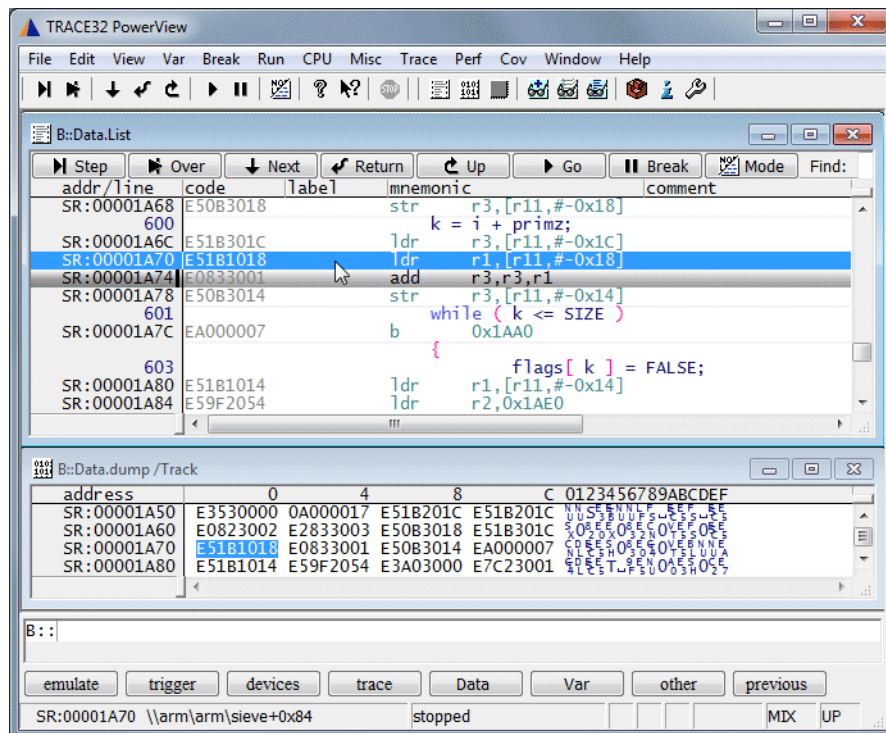 TRACE32 PowerView
File Edit View Var Break Run CPU Misc Trace Perf Cov Window Help
STOP
B::Data.List
Step Over Next Return Up Go Break Mode Find:
addr/line code label mnemonic comment
SR:00001A68 E50B3018 str r3,[r11,#-0x18]
600 k = i + primz;
SR:00001A6C E51B301C ldr r3,[r11,#-0x1C]
SR:00001A70 E51B1018 ldr r1,[r11,#-0x18]
SR:00001A74 E0833001 add r3,r3,r1
SR:00001A78 E50B3014 str r3,[r11,#-0x14]
601 while ( k <= SIZE )
SR:00001A7C EA000007 b 0x1AA0
{
603 flags[ k ] = FALSE;
SR:00001A80 E51B1014 ldr r1,[r11,#-0x14]
SR:00001A84 E59F2054 ldr r2,0x1AE0
B::Data.dump /Track
address 0 4 8 C 0123456789ABCDEF
SR:00001A50 E3530000 0A000017 E51B201C E51B201C
SR:00001A60 E0823002 E2833003 E50B3018 E51B301C
SR:00001A70 E51B1018 E0833001 E50B3014 EA000007
SR:00001A80 E51B1014 E59F2054 E3A03000 E7C23001
B::
emulate trigger devices trace Data Var other previous
SR:00001A70 \\arm\arm\sieve+0x84 stopped MIX UP